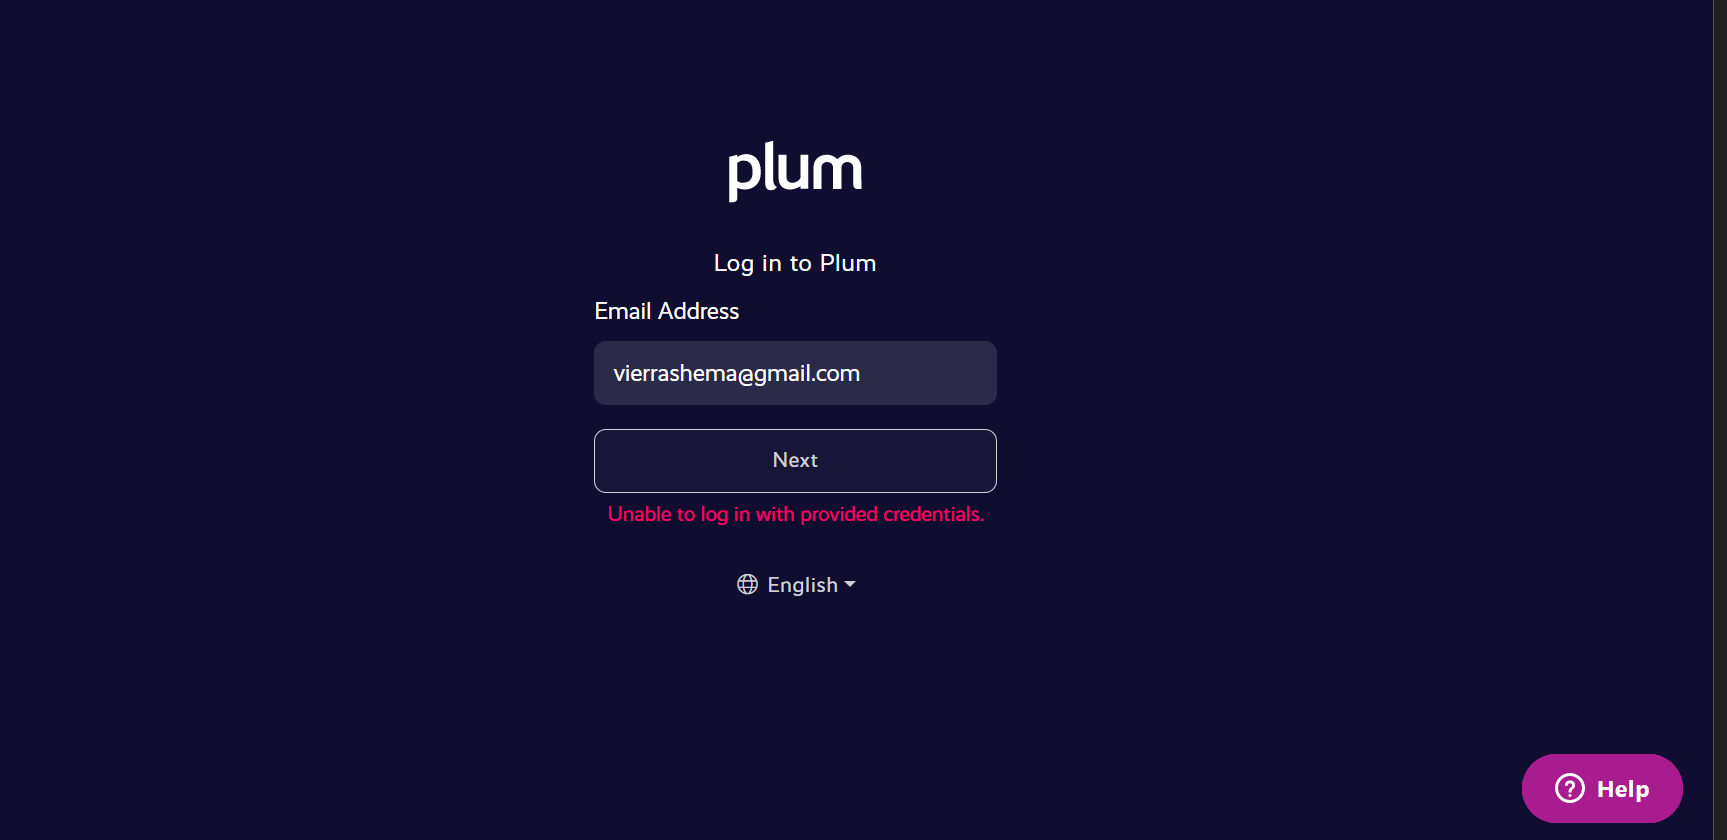 plum
Log in to Plum
Email Address
vierrashema@gmail.com
Next
Unable to log in with provided credentials.
English
Help